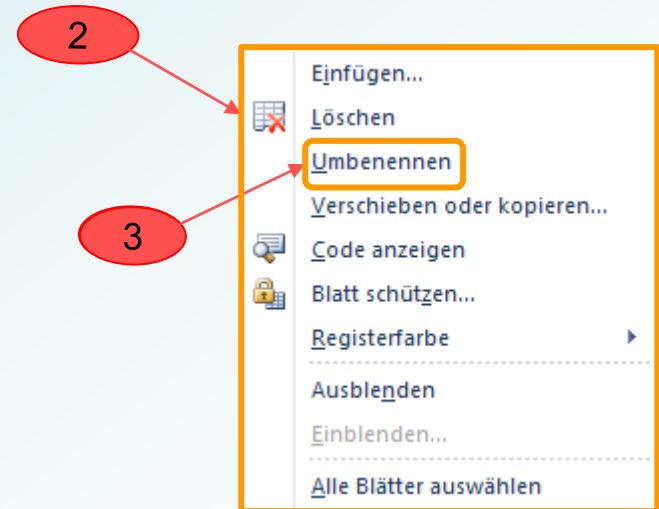 2
Einfügen...
Löschen
Umbenennen
Verschieben oder kopieren...
3
Code anzeigen
Blatt schützen...
Registerfarbe
Ausblenden
Einblenden...
Alle Blätter auswählen